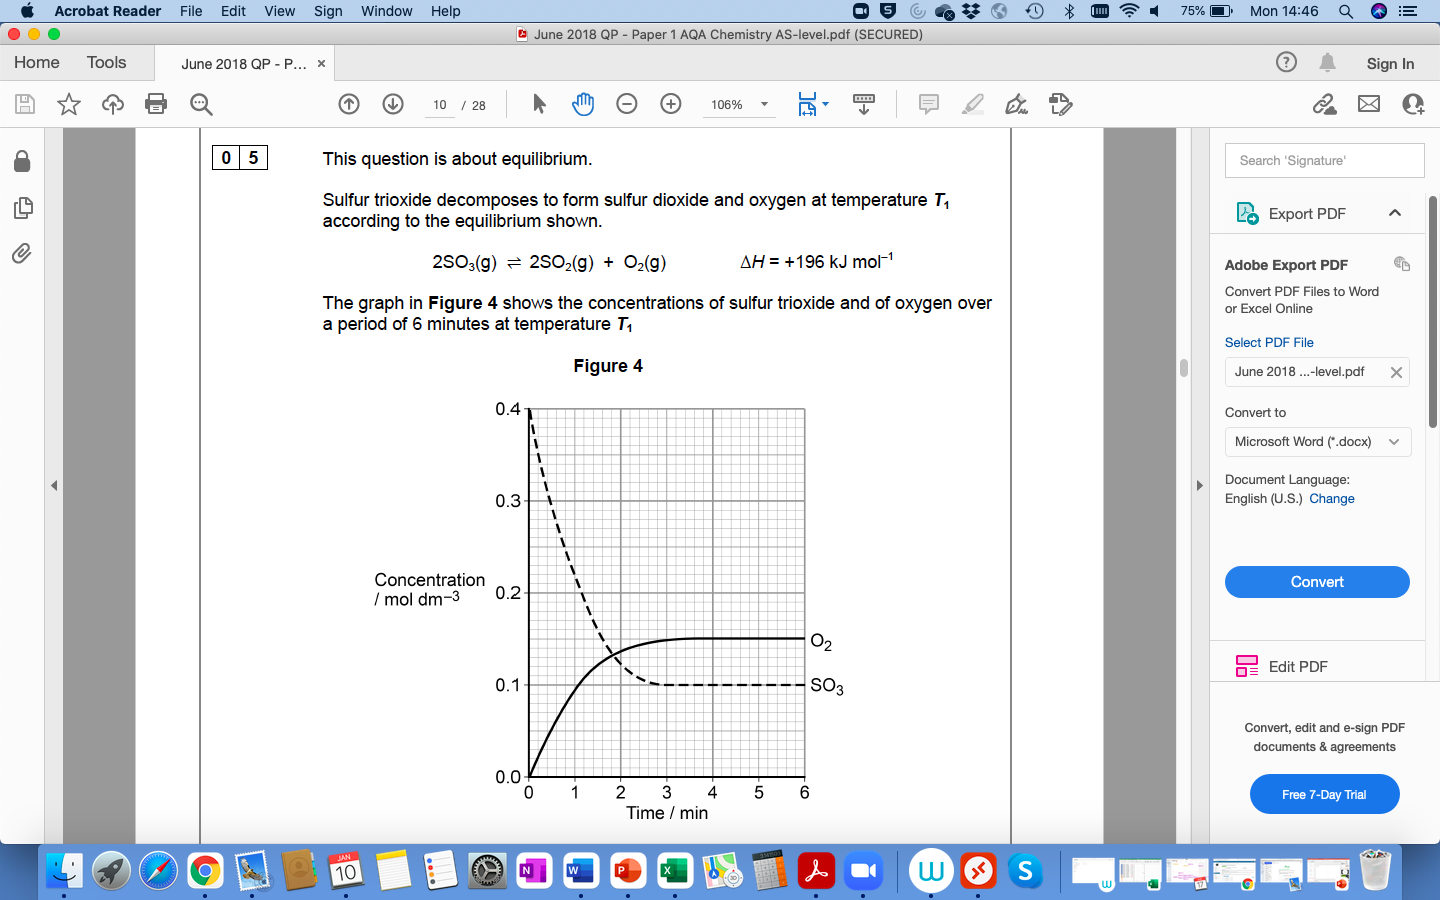 Acrobat Reader File Edit View Sign Window Help 75% Mon 14:46
June 2018 QP - Paper 1 AQA Chemistry AS-level.pdf (SECURED)
Home Tools June 2018 QP - P... × Sign In
10 / 28 106%
0 5 This question is about equilibrium.
Sulfur trioxide decomposes to form sulfur dioxide and oxygen at temperature T₁
according to the equilibrium shown.
2SO₃(g) ⇌ 2SO₂(g) + O₂(g) ΔH = +196 kJ mol⁻¹
The graph in Figure 4 shows the concentrations of sulfur trioxide and of oxygen over
a period of 6 minutes at temperature T₁
Figure 4
0.4
0.3
Concentration
/ mol dm⁻³
0.2
O₂
0.1
SO₃
0.0
0 1 2 3 4 5 6
Time / min
Search 'Signature'
Export PDF
Adobe Export PDF
Convert PDF Files to Word
or Excel Online
Select PDF File
June 2018 ...-level.pdf
Convert to
Microsoft Word (*.docx)
Document Language:
English (U.S.) Change
Convert
Edit PDF
Convert, edit and e-sign PDF
documents & agreements
Free 7-Day Trial
JAN
10
17